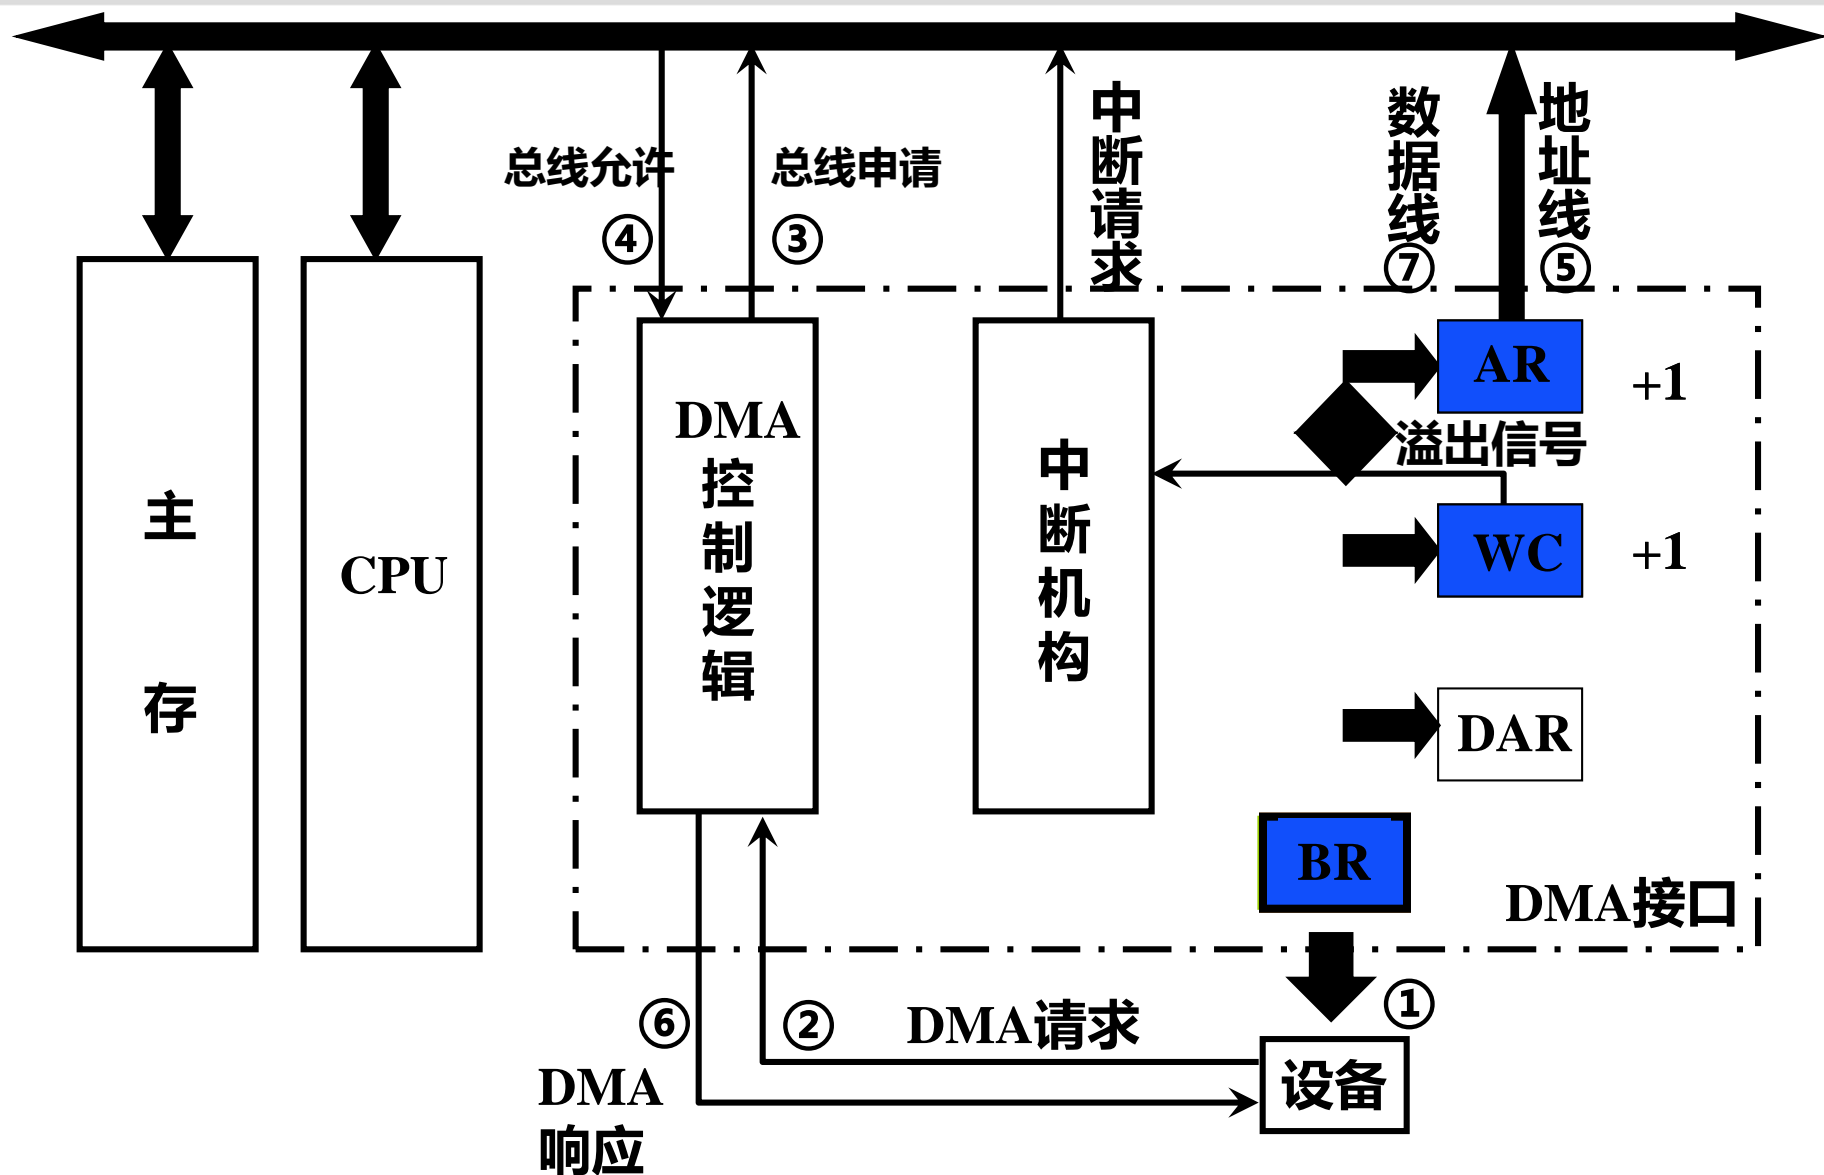 主存
CPU
总线允许
④
总线申请
③
中断请求
数据线
⑦
地址线
⑤
DMA
控制逻辑
中断机构
AR
+1
溢出信号
WC
+1
DAR
BR
DMA接口
①
⑥
②
DMA请求
设备
DMA
响应